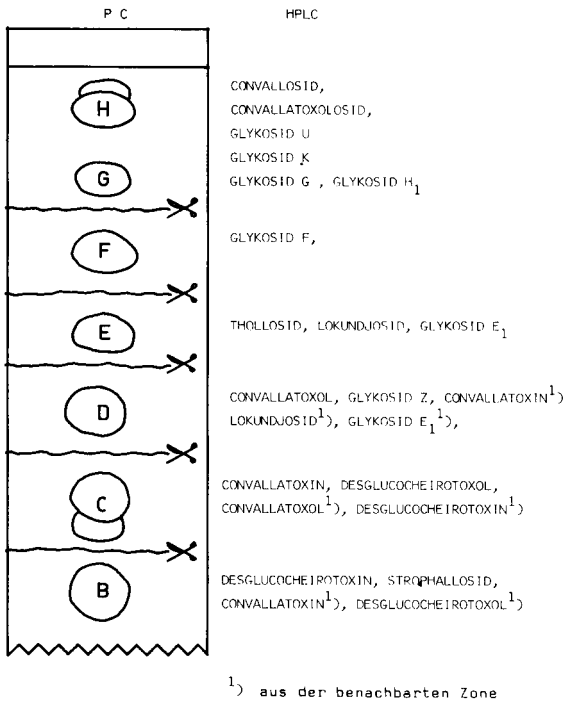 P C HPLC
CONVALLOSID,
H CONVALLATOXOLOSID,
GLYKOSID U
GLYKOSID K
G GLYKOSID G , GLYKOSID H₁
F GLYKOSID F,
E THOLLOSID, LOKUNDJOSID, GLYKOSID E₁
CONVALLATOXOL, GLYKOSID Z, CONVALLATOXIN¹)
D LOKUNDJOSID¹), GLYKOSID E₁¹),
CONVALLATOXIN, DESGLUCOCHEIROTOXOL,
C CONVALLATOXOL¹), DESGLUCOCHEIROTOXIN¹)
DESGLUCOCHEIROTOXIN, STROPHALLOSID,
B CONVALLATOXIN¹), DESGLUCOCHEIROTOXOL¹)
¹) aus der benachbarten Zone